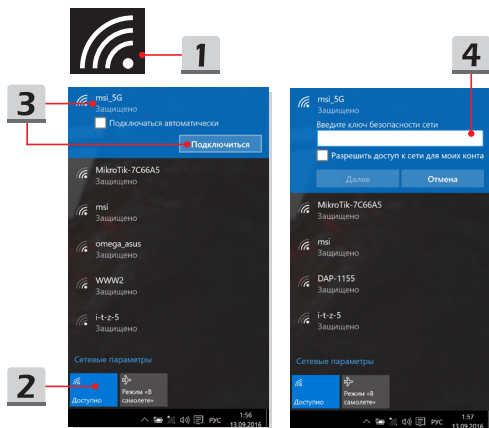 1
3
msi_5G
Защищено
Подключаться автоматически
Подключиться
MikroTik-7C66A5
Защищено
msi
Защищено
omega_asus
Защищено
WWW2
Защищено
i-t-z-5
Защищено
Сетевые параметры
2
Доступно
Режим «В
самолете»
РУС
1:56
13.09.2016
4
msi_5G
Защищено
Введите ключ безопасности сети
Разрешить доступ к сети для моих конта
Далее
Отмена
MikroTik-7C66A5
Защищено
msi
Защищено
DAP-1155
Защищено
i-t-z-5
Защищено
Сетевые параметры
Доступно
Режим «В
самолете»
РУС
1:57
13.09.2016